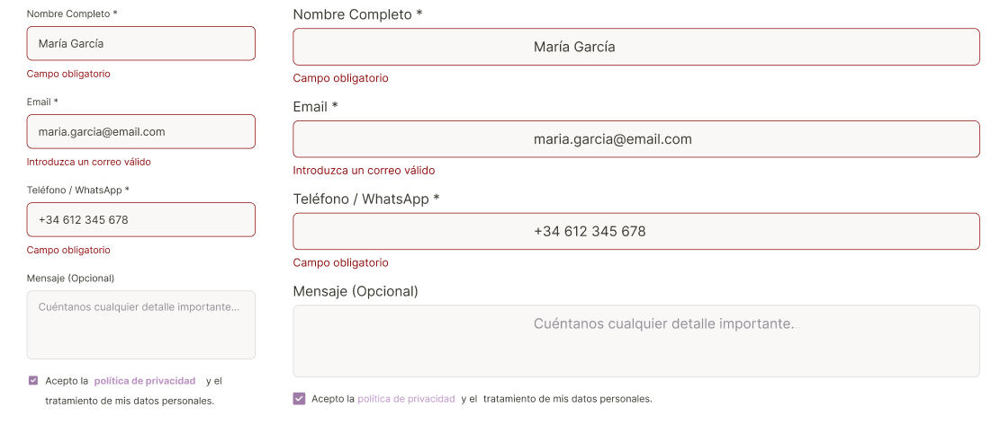 Nombre Completo *
María García
Campo obligatorio
Email *
maria.garcia@email.com
Introduzca un correo válido
Teléfono / WhatsApp *
+34 612 345 678
Campo obligatorio
Mensaje (Opcional)
Cuéntanos cualquier detalle importante...
Acepto la política de privacidad y el
tratamiento de mis datos personales.
Nombre Completo *
María García
Campo obligatorio
Email *
maria.garcia@email.com
Introduzca un correo válido
Teléfono / WhatsApp *
+34 612 345 678
Campo obligatorio
Mensaje (Opcional)
Cuéntanos cualquier detalle importante...
Acepto la política de privacidad y el tratamiento de mis datos personales.